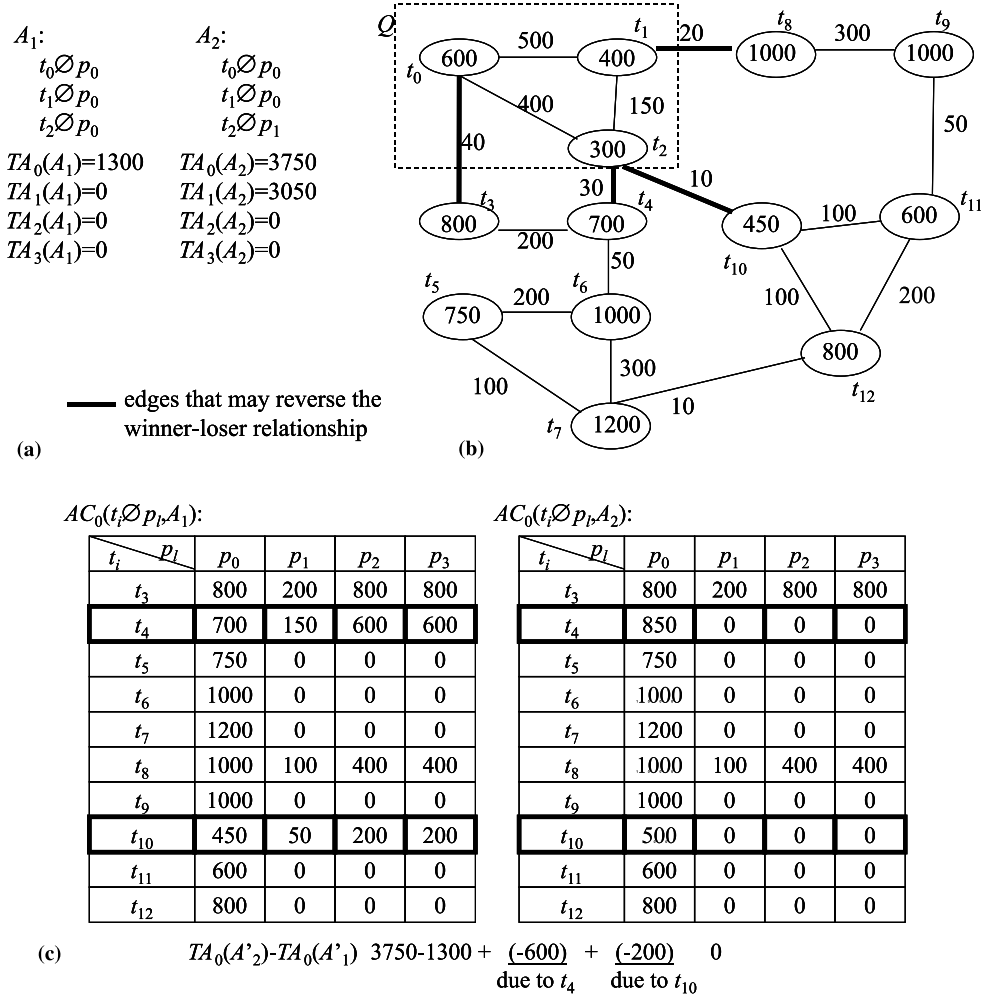 A1: A2:
t0∅p0 t0∅p0
t1∅p0 t1∅p0
t2∅p0 t2∅p1
TA0(A1)=1300 TA0(A2)=3750
TA1(A1)=0 TA1(A2)=3050
TA2(A1)=0 TA2(A2)=0
TA3(A1)=0 TA3(A2)=0
edges that may reverse the
winner-loser relationship
(a)
Q t1 t8 t9
600 500 400 20 1000 300 1000
t0
400 150
40 300 t2 50
30 10
t3 t4 t11
800 200 700 450 100 600
t10
50
t5 t6 100 200
750 200 1000
800
100 300 t12
10
t7 1200
(b)
AC0(ti∅pl,A1):
ti pl p0 p1 p2 p3
t3 800 200 800 800
t4 700 150 600 600
t5 750 0 0 0
t6 1000 0 0 0
t7 1200 0 0 0
t8 1000 100 400 400
t9 1000 0 0 0
t10 450 50 200 200
t11 600 0 0 0
t12 800 0 0 0
AC0(ti∅pl,A2):
ti pl p0 p1 p2 p3
t3 800 200 800 800
t4 850 0 0 0
t5 750 0 0 0
t6 1000 0 0 0
t7 1200 0 0 0
t8 1000 100 400 400
t9 1000 0 0 0
t10 500 0 0 0
t11 600 0 0 0
t12 800 0 0 0
(c) TA0(A'2)-TA0(A'1) 3750-1300 + (-600) + (-200) 0
due to t4 due to t10